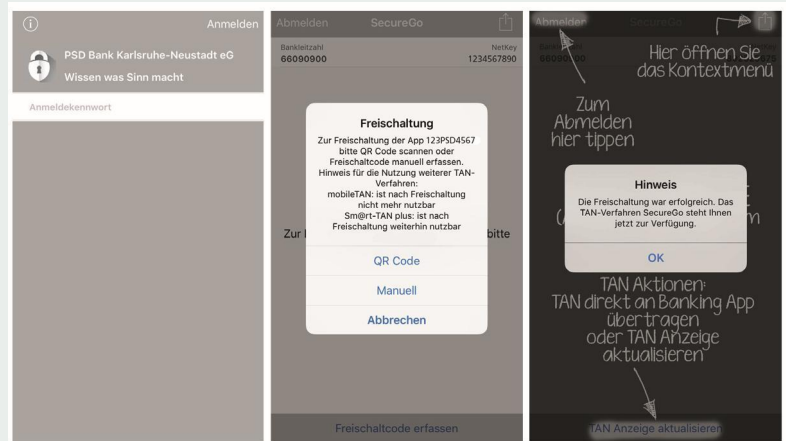 Anmelden
PSD Bank Karlsruhe-Neustadt eG
Wissen was Sinn macht
Anmeldekennwort
Abmelden SecureGo
Bankleitzahl NetKey
66090900 1234567890
Freischaltung
Zur Freischaltung der App 123PSD4567
bitte QR Code scannen oder
Freischaltcode manuell erfassen.
Hinweis für die Nutzung weiterer TAN-
Verfahren:
mobileTAN: ist nach Freischaltung
nicht mehr nutzbar
Sm@rt-TAN plus: ist nach
Freischaltung weiterhin nutzbar
Zur bitte
QR Code
Manuell
Abbrechen
Freischaltcode erfassen
Abmelden SecureGo
Hier öffnen Sie
das Kontextmenü
66090900
Zum
Abmelden
hier tippen
Hinweis
Die Freischaltung war erfolgreich. Das
TAN-Verfahren SecureGo steht Ihnen
jetzt zur Verfügung.
OK
TAN Aktionen:
TAN direkt an Banking App
übertragen
oder TAN Anzeige
aktualisieren
TAN Anzeige aktualisieren